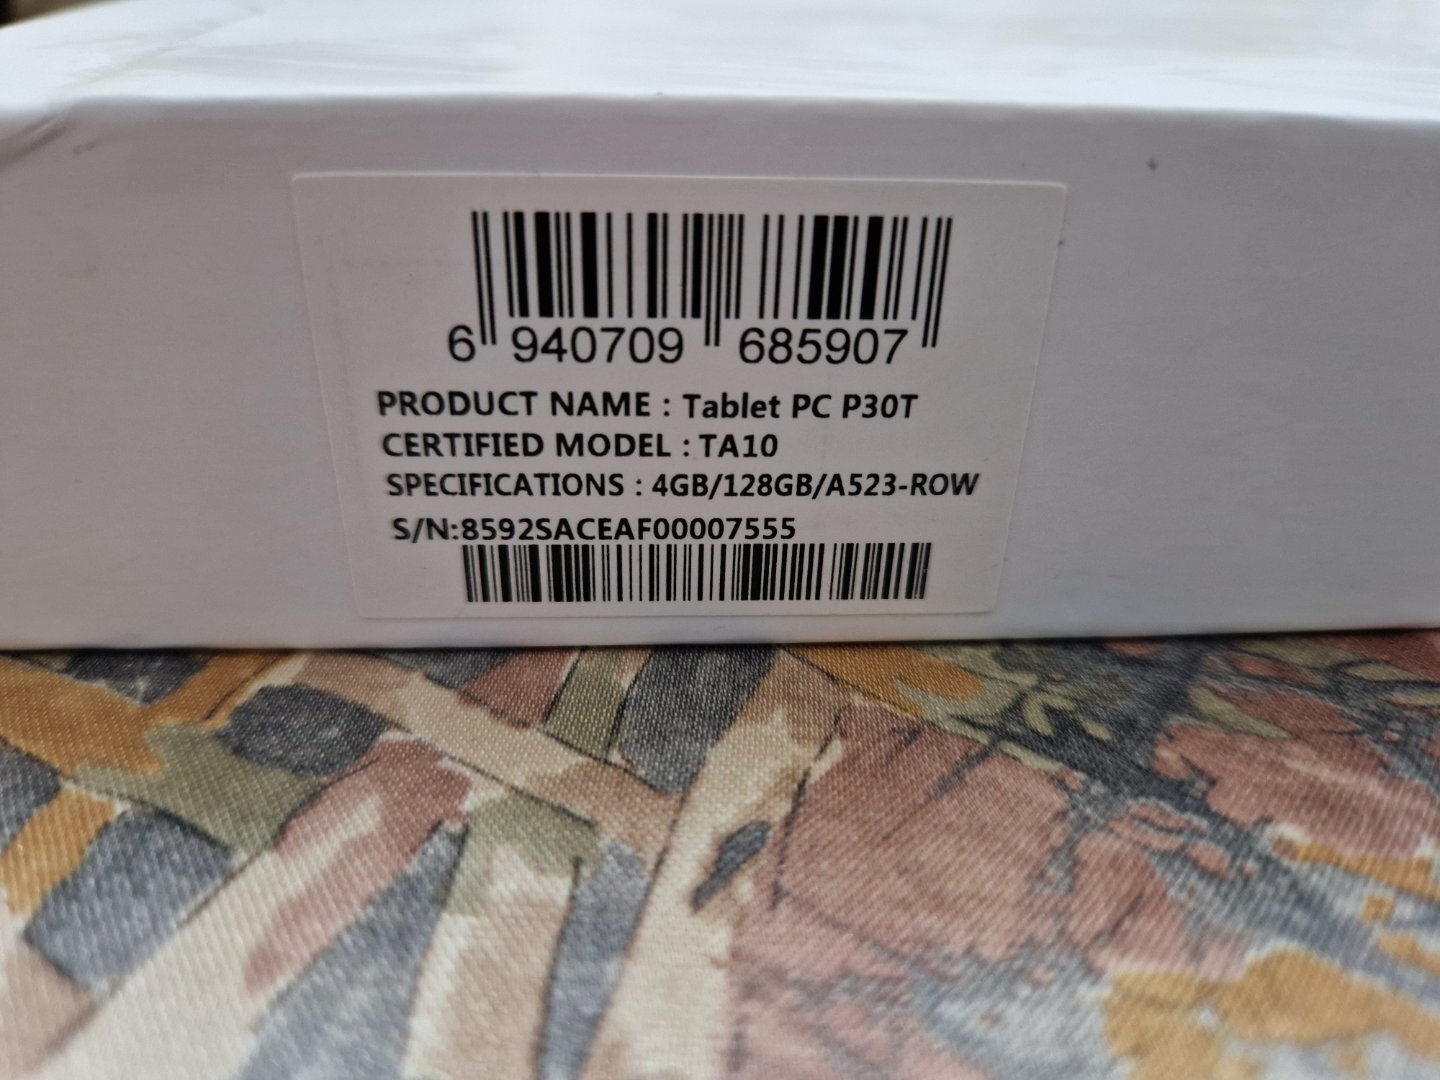 6 940709 685907
PRODUCT NAME : Tablet PC P30T
CERTIFIED MODEL : TA10
SPECIFICATIONS : 4GB/128GB/A523-ROW
S/N:8592SACEAF00007555